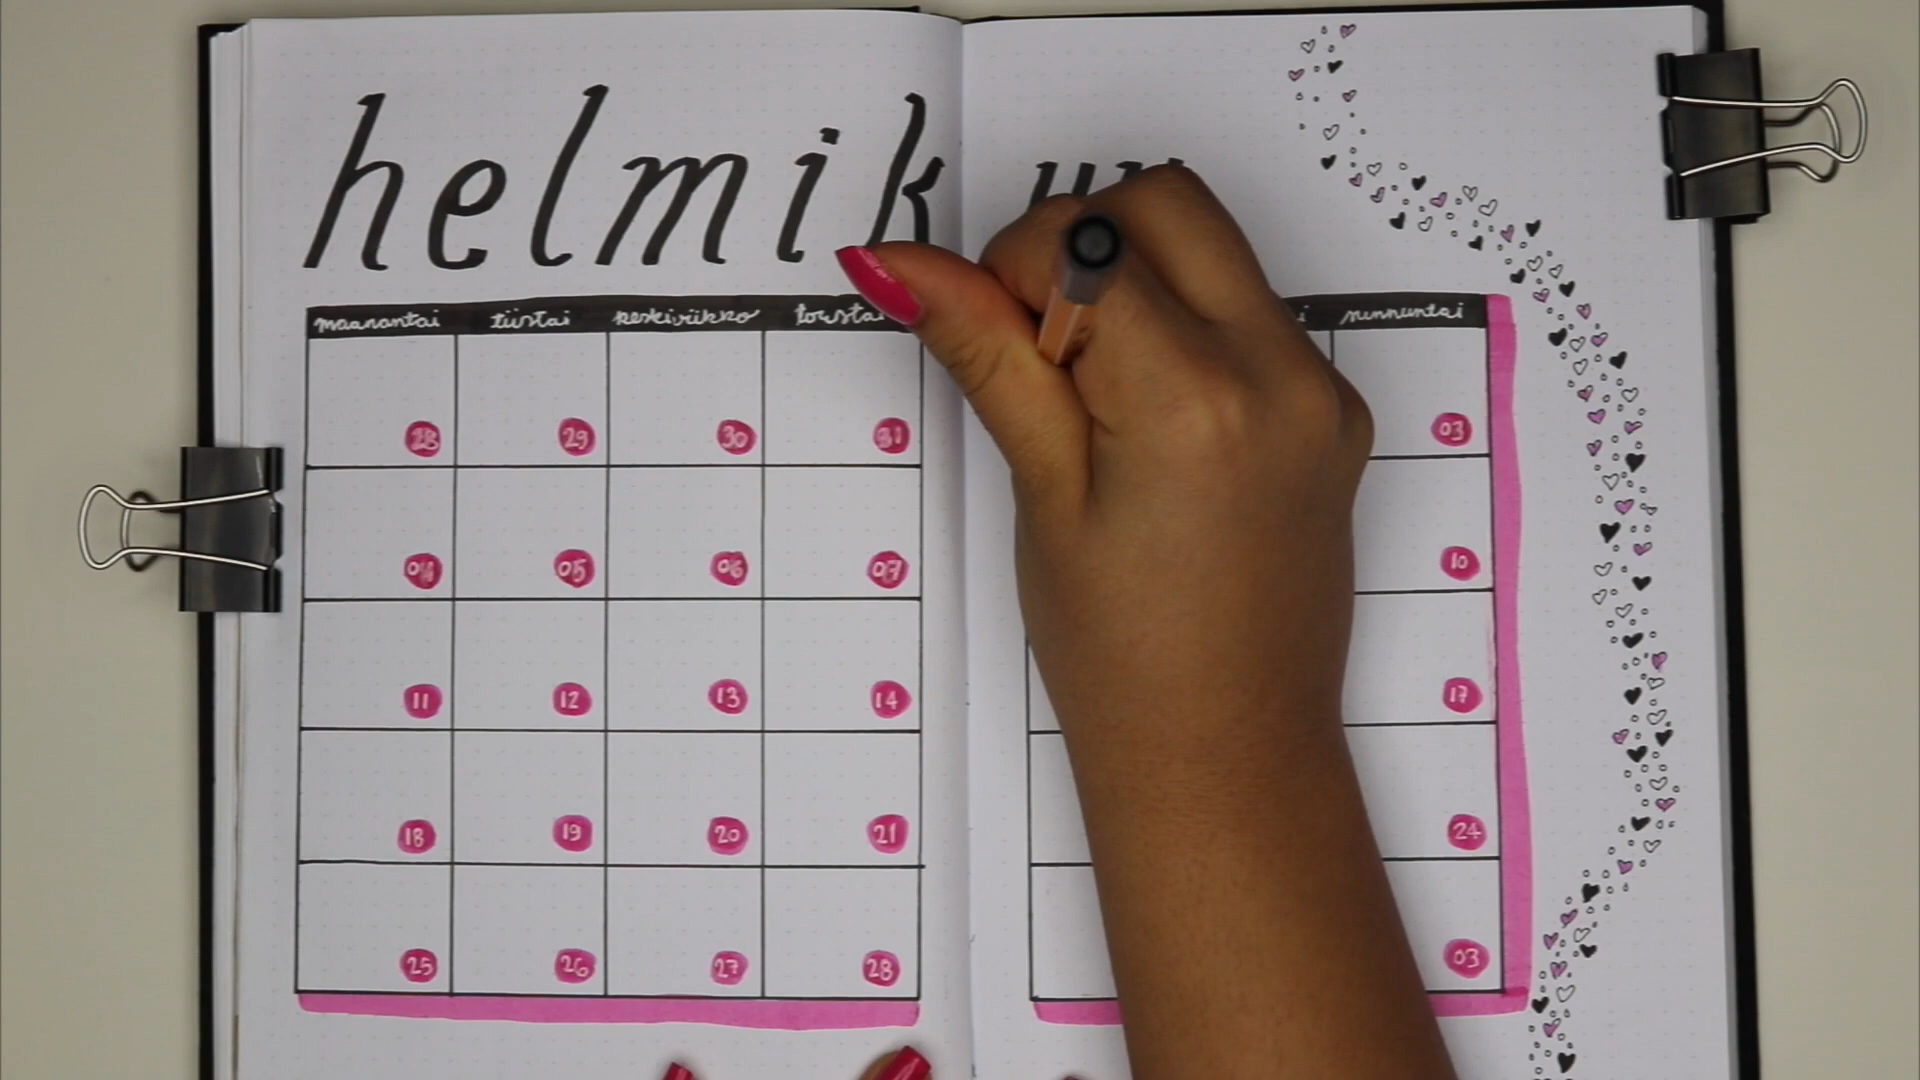 helmik
maanantai tiistai keskiviikko torstai sunnuntai
28 29 30 31 03
04 05 06 07 10
11 12 13 14 17
18 19 20 21 24
25 26 27 28 03